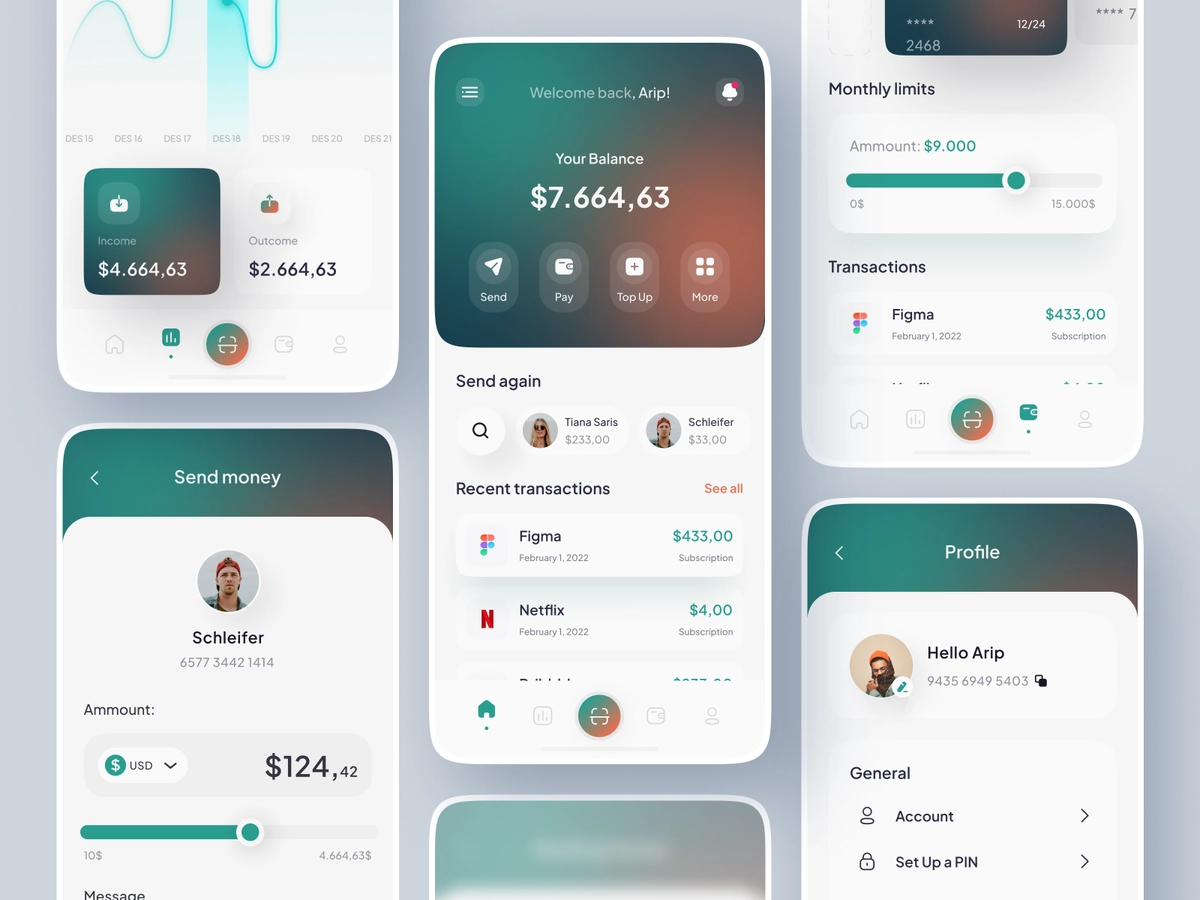 DES 15 DES 16 DES 17 DES 18 DES 19 DES 20 DES 21
Income
$4.664,63
Outcome
$2.664,63
Send money
Schleifer
6577 3442 1414
Ammount:
$ USD
$124,42
10$
4.664,63$
Message
Welcome back, Arip!
Your Balance
$7.664,63
Send
Pay
Top Up
More
Send again
Tiana Saris
$233,00
Schleifer
$33,00
Recent transactions
See all
Figma
$433,00
February 1, 2022
Subscription
N
Netflix
$4,00
February 1, 2022
Subscription
**** 
2468
12/24
**** 7
Monthly limits
Ammount: $9.000
0$
15.000$
Transactions
Figma
$433,00
February 1, 2022
Subscription
Profile
Hello Arip
9435 6949 5403
General
Account
Set Up a PIN